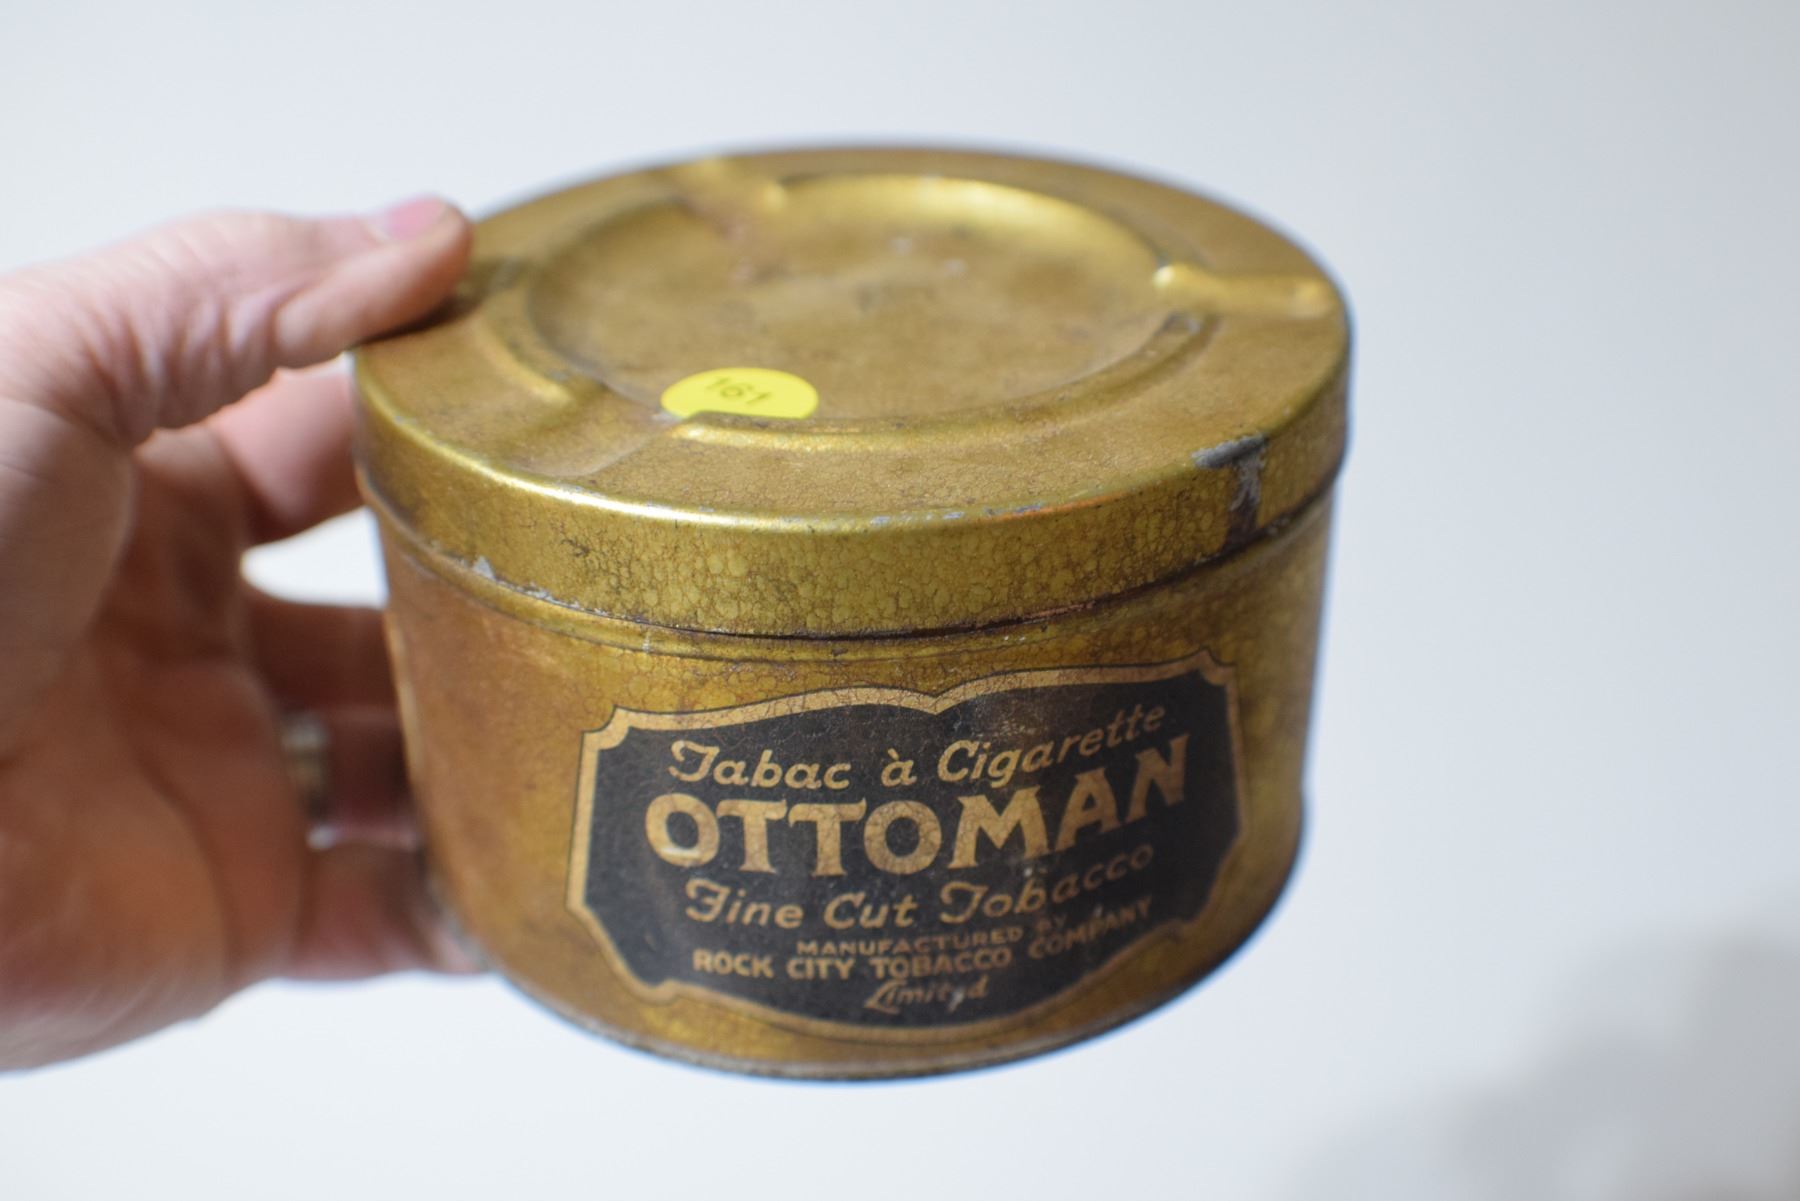 161
Tabac à Cigarette
OTTOMAN
Fine Cut Tobacco
MANUFACTURED BY
ROCK CITY TOBACCO COMPANY
Limited